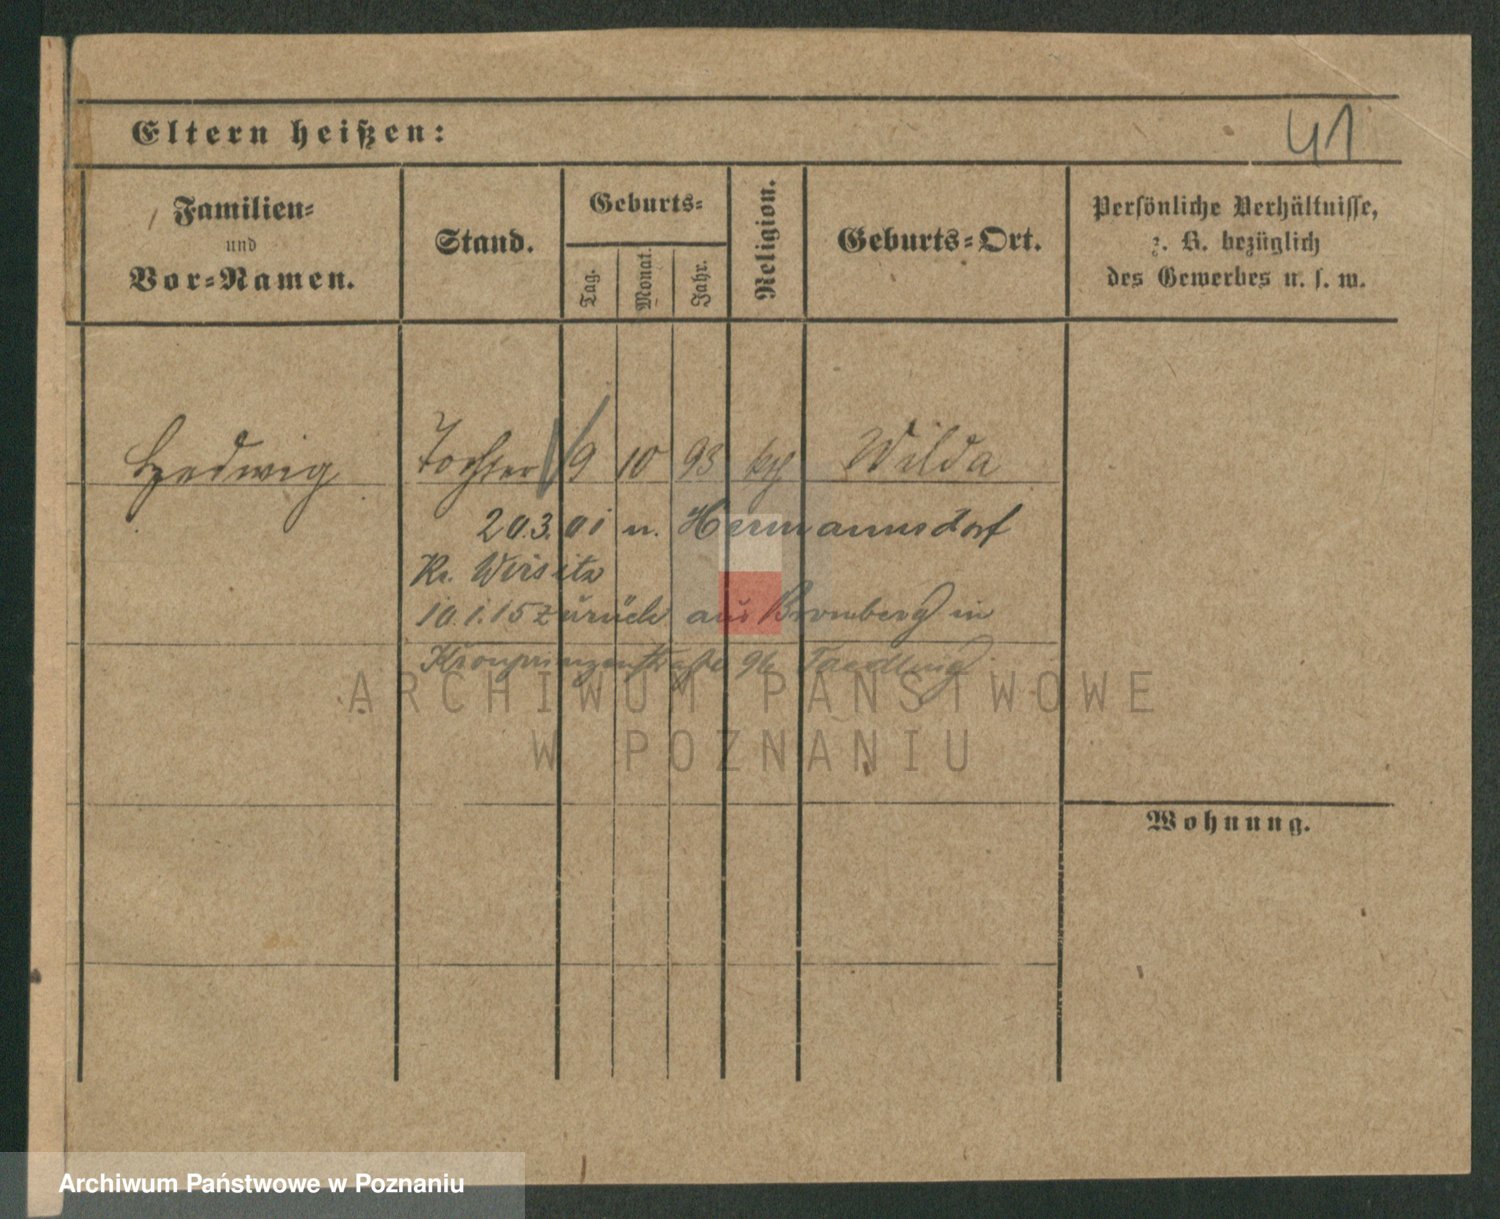 41
Eltern heißen:
Familien-
und
Vor-Namen.
Stand.
Geburts-
Tag.
Monat.
Jahr.
Religion.
Geburts-Ort.
Persönliche Verhältnisse,
z. B. bezüglich
des Gewerbes u. s. w.
Hedwig Tochter 9 10 93 kth Wilda
20.3.01 n. Hermannsdorf
Kr. Wirsitz
10.1.15 zurück aus Bromberg in
Kronprinzenstraße 96
ARCHIWUM PAŃSTWOWE
W POZNANIU
Wohnung.
Archiwum Państwowe w Poznaniu